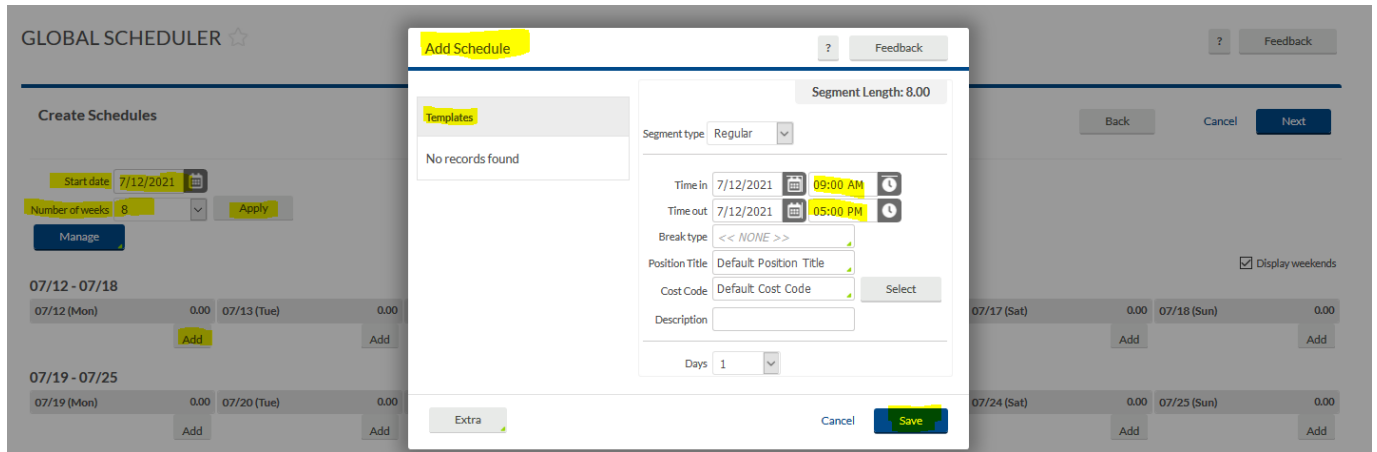 GLOBAL SCHEDULER
? Feedback
Create Schedules
Back Cancel Next
Start date 7/12/2021
Number of weeks 8 Apply
Manage
Display weekends
07/12 - 07/18
07/12 (Mon) 0.00 07/13 (Tue) 0.00 07/17 (Sat) 0.00 07/18 (Sun) 0.00
Add Add Add Add
07/19 - 07/25
07/19 (Mon) 0.00 07/20 (Tue) 0.00 07/24 (Sat) 0.00 07/25 (Sun) 0.00
Add Add Add Add
Add Schedule ? Feedback
Templates
No records found
Segment Length: 8.00
Segment type Regular
Time in 7/12/2021 09:00 AM
Time out 7/12/2021 05:00 PM
Break type << NONE >>
Position Title Default Position Title
Cost Code Default Cost Code Select
Description
Days 1
Extra Cancel Save